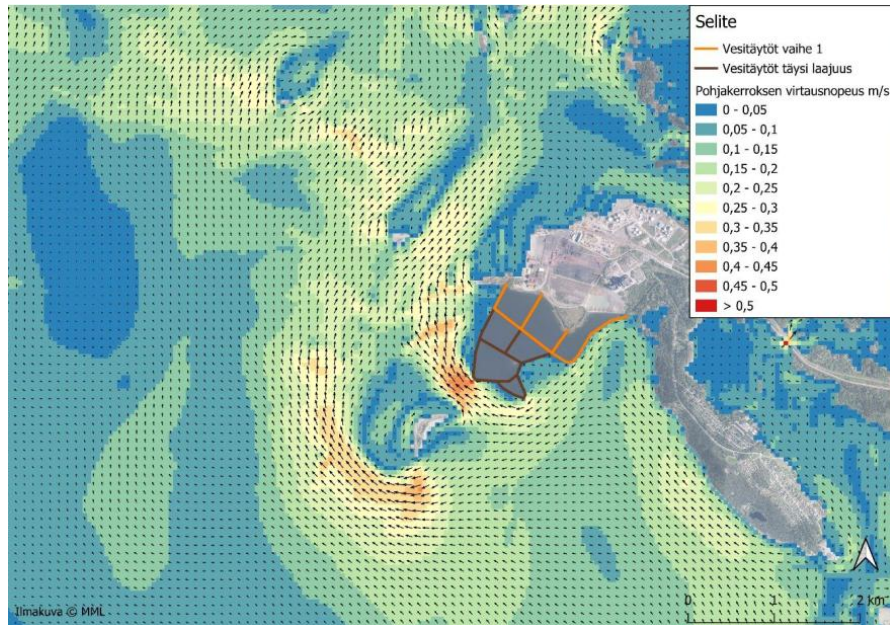 Selite
Vesitäytöt vaihe 1
Vesitäytöt täysi laajuus
Pohjakerroksen virtausnopeus m/s
0 - 0,05
0,05 - 0,1
0,1 - 0,15
0,15 - 0,2
0,2 - 0,25
0,25 - 0,3
0,3 - 0,35
0,35 - 0,4
0,4 - 0,45
0,45 - 0,5
> 0,5
Ilmakuva © MML
0 1 2 km